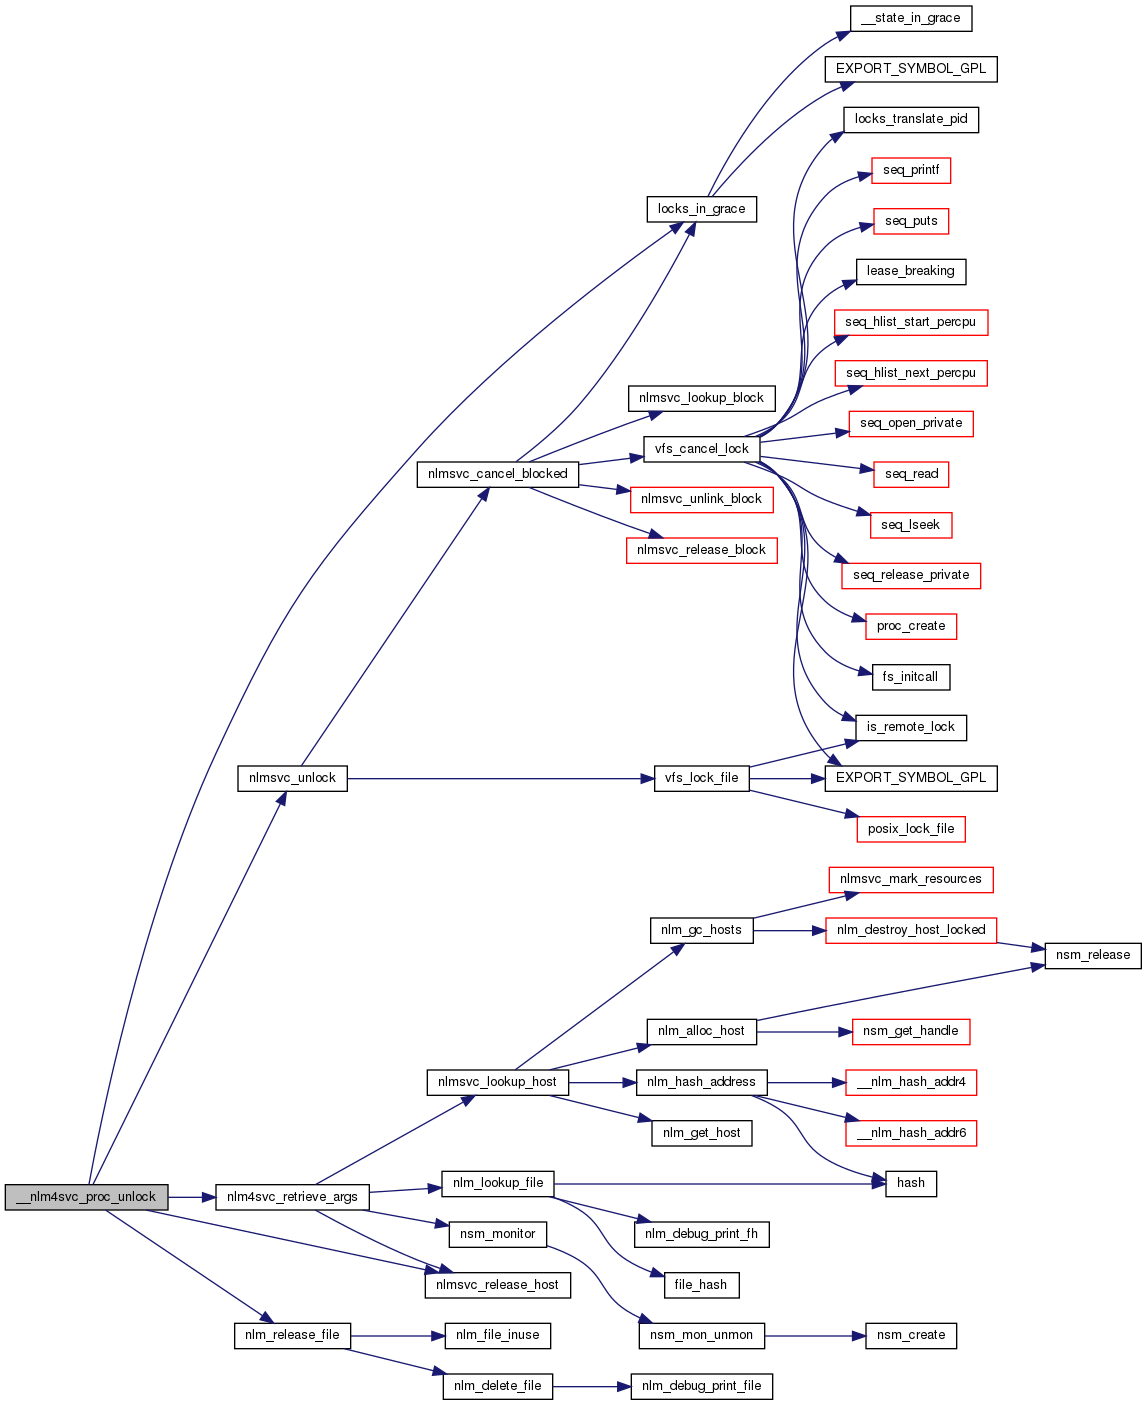 __state_in_grace
EXPORT_SYMBOL_GPL
locks_translate_pid
seq_printf
locks_in_grace
seq_puts
lease_breaking
seq_hlist_start_percpu
seq_hlist_next_percpu
nlmsvc_lookup_block
seq_open_private
vfs_cancel_lock
nlmsvc_cancel_blocked
seq_read
nlmsvc_unlink_block
seq_lseek
nlmsvc_release_block
seq_release_private
proc_create
fs_initcall
is_remote_lock
nlmsvc_unlock
vfs_lock_file
EXPORT_SYMBOL_GPL
posix_lock_file
nlmsvc_mark_resources
nlm_gc_hosts
nlm_destroy_host_locked
nsm_release
nlm_alloc_host
nsm_get_handle
nlmsvc_lookup_host
nlm_hash_address
__nlm_hash_addr4
nlm_get_host
__nlm_hash_addr6
nlm_lookup_file
hash
__nlm4svc_proc_unlock
nlm4svc_retrieve_args
nsm_monitor
nlm_debug_print_fh
nlmsvc_release_host
file_hash
nlm_release_file
nlm_file_inuse
nsm_mon_unmon
nsm_create
nlm_delete_file
nlm_debug_print_file